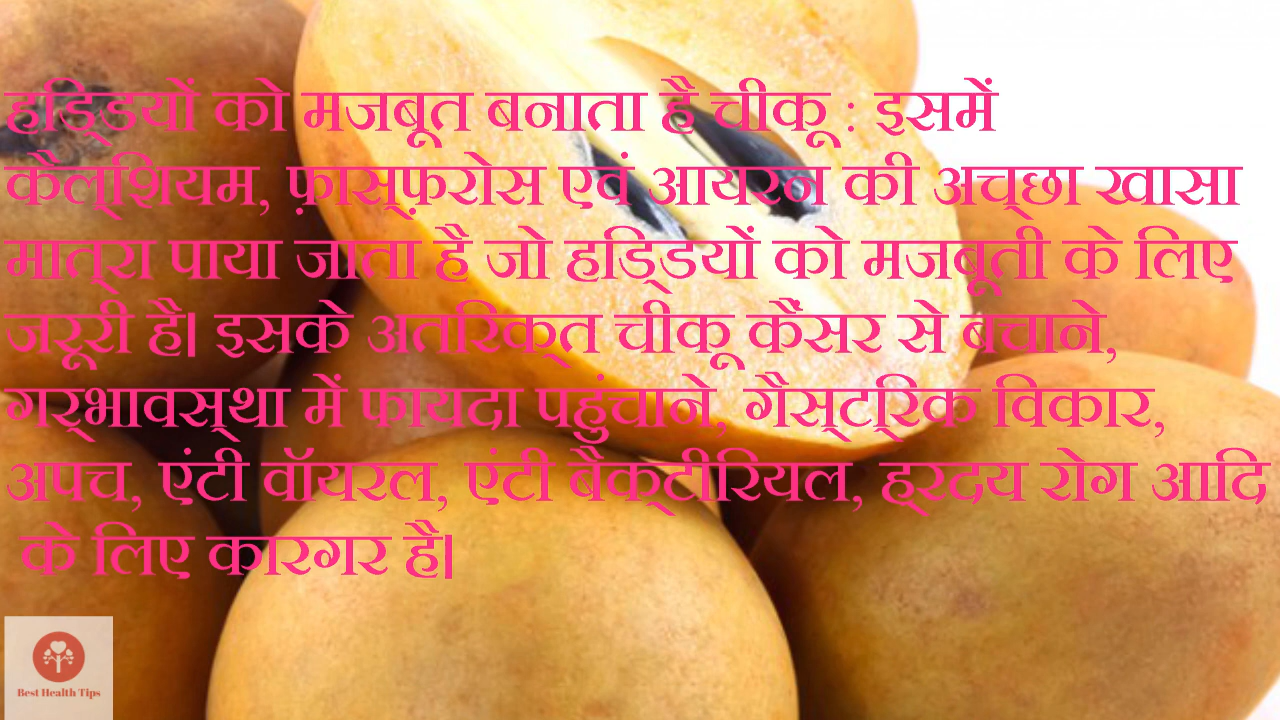 हड्डियों को मजबूत बनाता है चीकू : इसमें
कैल्शियम, फ़ास्फ़रोस एवं आयरन की अच्छा खासा
मात्रा पाया जाता है जो हड्डियों को मजबूती के लिए
जरूरी है। इसके अतरिक्त चीकू कैंसर से बचाने,
गर्भावस्था में फायदा पहुंचाने, गैस्ट्रिक विकार,
अपच, एंटी वॉयरल, एंटी बैक्टीरियल, ह्रदय रोग आदि
के लिए कारगर है।
Best Health Tips